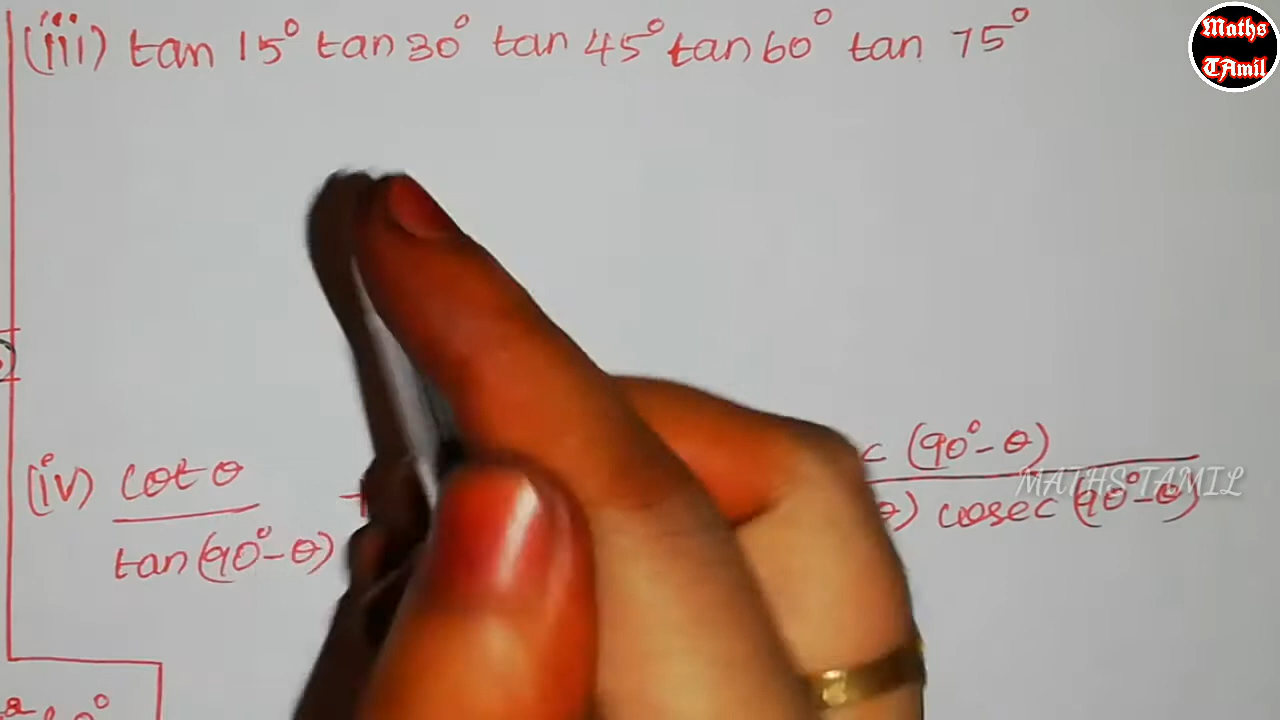 (iii) tan 15° tan 30° tan 45° tan 60° tan 75°
Maths
TAmil
(iv) cot θ
tan (90° - θ)
c (90° - θ)
θ) cosec (90° - θ)
MATHS TAMIL